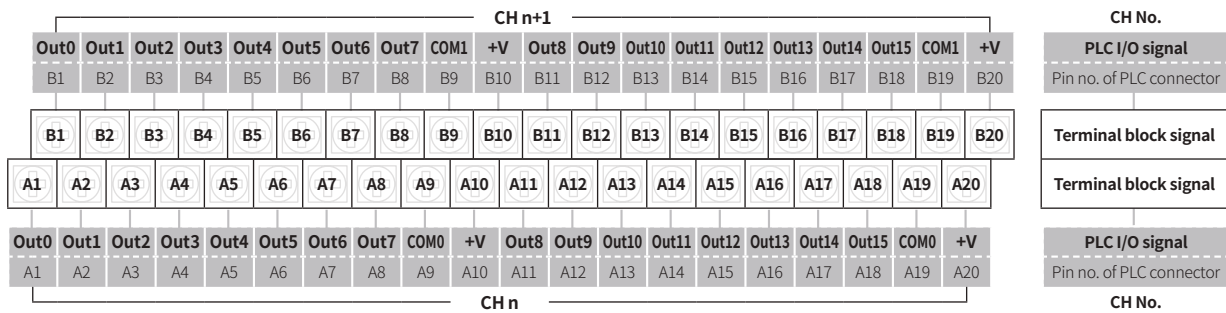 CH n+1 CH No.
Out0 Out1 Out2 Out3 Out4 Out5 Out6 Out7 COM1 +V Out8 Out9 Out10 Out11 Out12 Out13 Out14 Out15 COM1 +V PLC I/O signal
B1 B2 B3 B4 B5 B6 B7 B8 B9 B10 B11 B12 B13 B14 B15 B16 B17 B18 B19 B20 Pin no. of PLC connector
B1 B2 B3 B4 B5 B6 B7 B8 B9 B10 B11 B12 B13 B14 B15 B16 B17 B18 B19 B20 Terminal block signal
A1 A2 A3 A4 A5 A6 A7 A8 A9 A10 A11 A12 A13 A14 A15 A16 A17 A18 A19 A20 Terminal block signal
Out0 Out1 Out2 Out3 Out4 Out5 Out6 Out7 COM0 +V Out8 Out9 Out10 Out11 Out12 Out13 Out14 Out15 COM0 +V PLC I/O signal
A1 A2 A3 A4 A5 A6 A7 A8 A9 A10 A11 A12 A13 A14 A15 A16 A17 A18 A19 A20 Pin no. of PLC connector
CH n CH No.